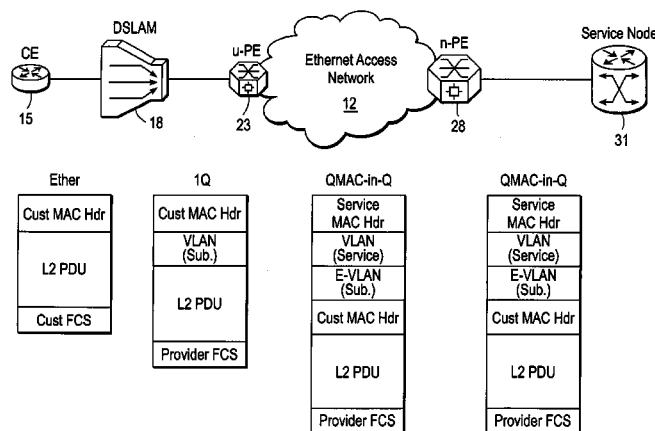 CE
DSLAM
u-PE
n-PE
Service Node
Ethernet Access
Network
12
15
18
23
28
31
Ether
Cust MAC Hdr
L2 PDU
Cust FCS
1Q
Cust MAC Hdr
VLAN
(Sub.)
L2 PDU
Provider FCS
QMAC-in-Q
Service
MAC Hdr
VLAN
(Service)
E-VLAN
(Sub.)
Cust MAC Hdr
L2 PDU
Provider FCS
QMAC-in-Q
Service
MAC Hdr
VLAN
(Service)
E-VLAN
(Sub.)
Cust MAC Hdr
L2 PDU
Provider FCS